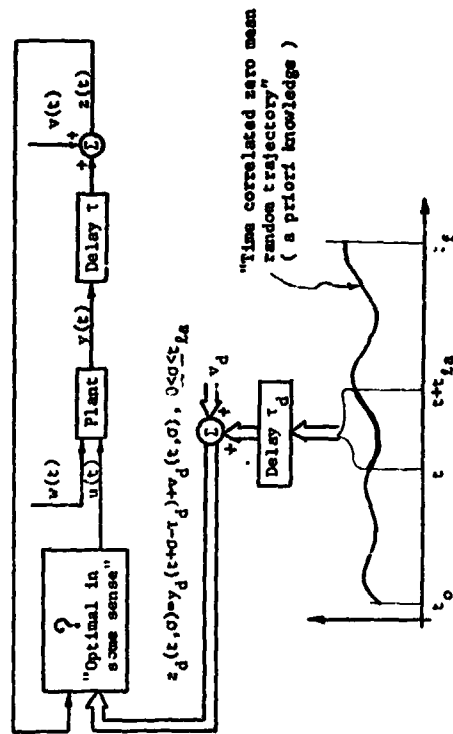 ?
"Optimal in
some sense"
w(t)
u(t)
Plant
y(t)
Delay τ
v(t)
+
+
Σ
z(t)
z_d(t,σ)=y_d(t+σ-τ_d)+v_d(t,σ), 0<σ≤t_ℓa
Σ
+
+
v_d
Delay τ_d
"Time correlated zero mean
random trajectory"
( a priori knowledge )
t_o
t
t+t_ℓa